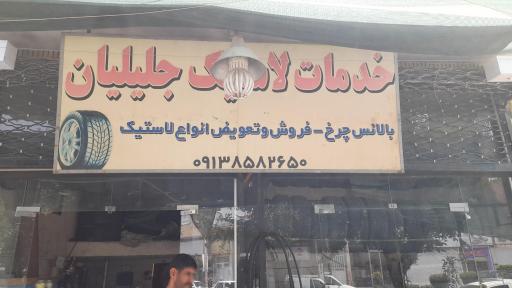 خدمات لاستیک جلیلیان
بالانس چرخ - فروش و تعویض انواع لاستیک
۰۹۱۳۸۵۸۲۶۵۰